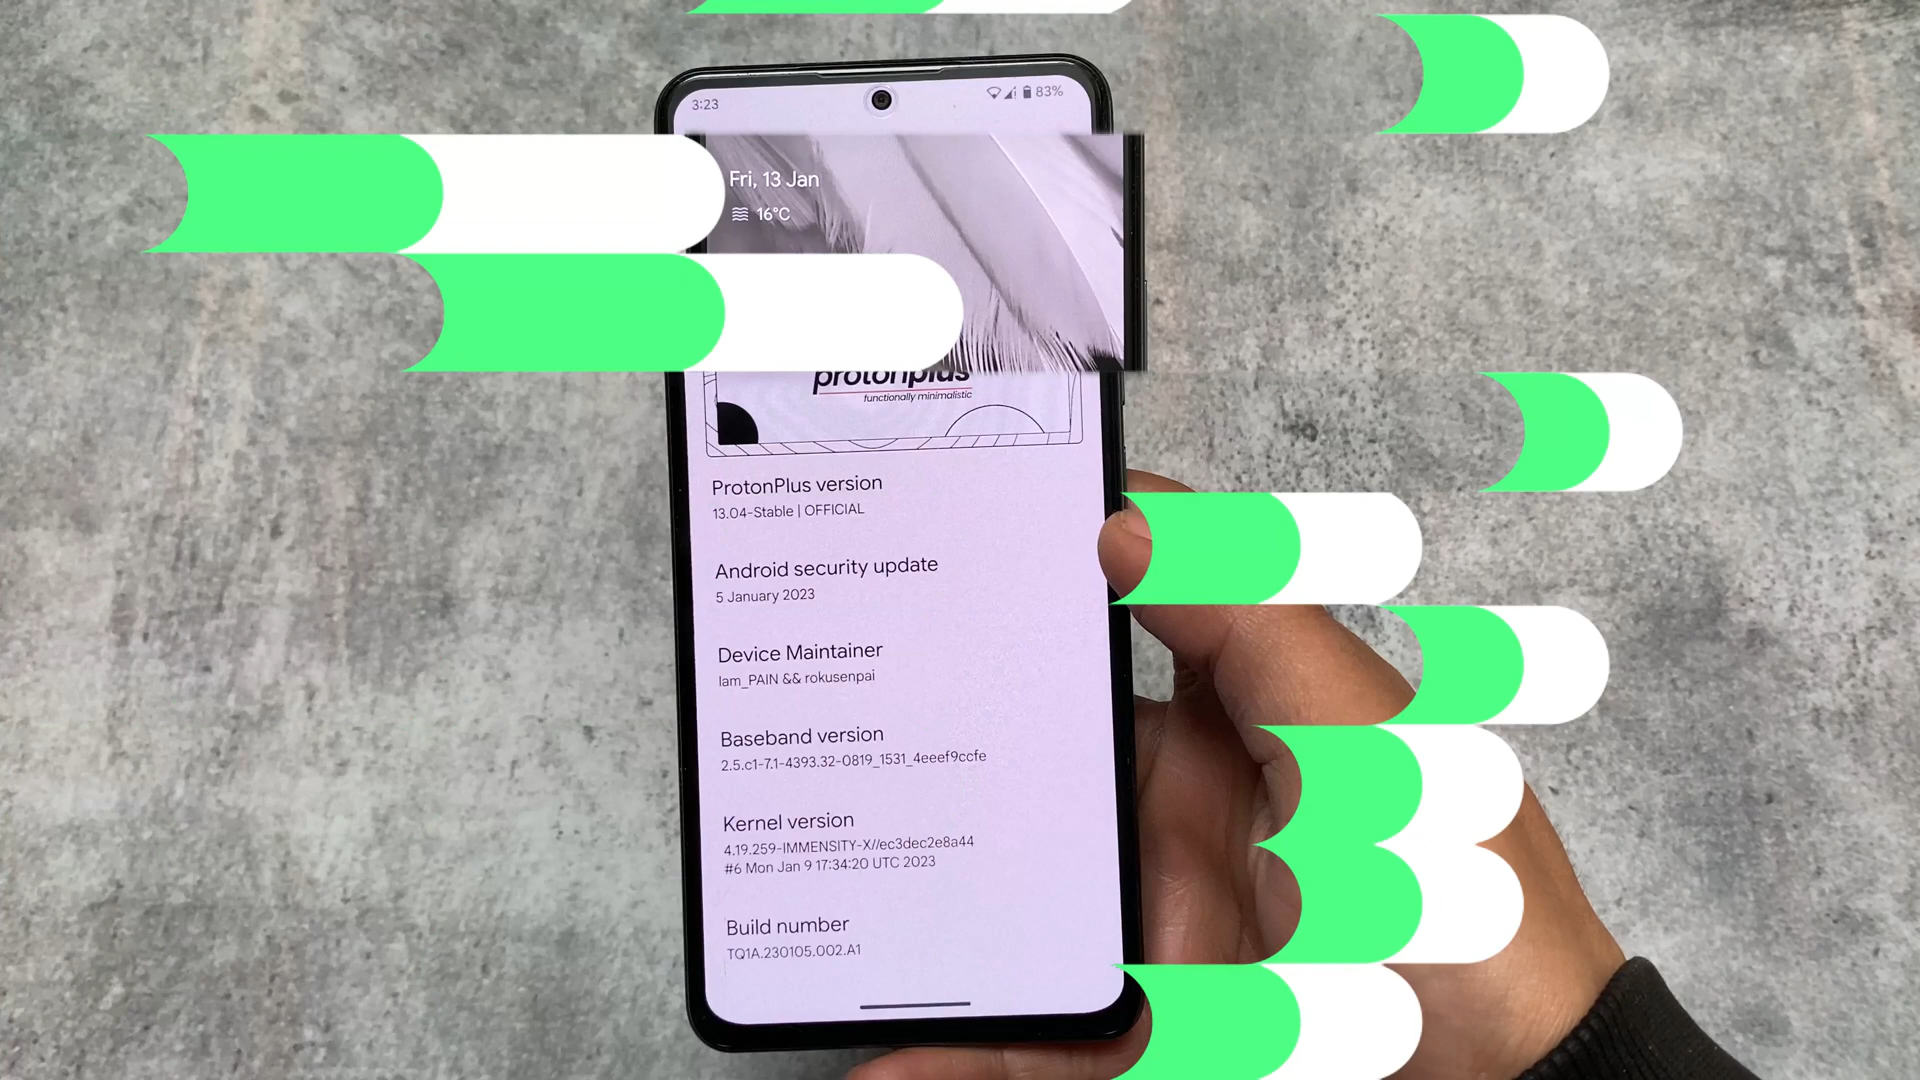 3:23
83%
Fri, 13 Jan
16°C
protonplus
functionally minimalistic
ProtonPlus version
13.04-Stable | OFFICIAL
Android security update
5 January 2023
Device Maintainer
Iam_PAIN && rokusenpai
Baseband version
2.5.c1-7.1-4393.32-0819_1531_4eeef9ccfe
Kernel version
4.19.259-IMMENSITY-X//ec3dec2e8a44
#6 Mon Jan 9 17:34:20 UTC 2023
Build number
TQ1A.230105.002.A1